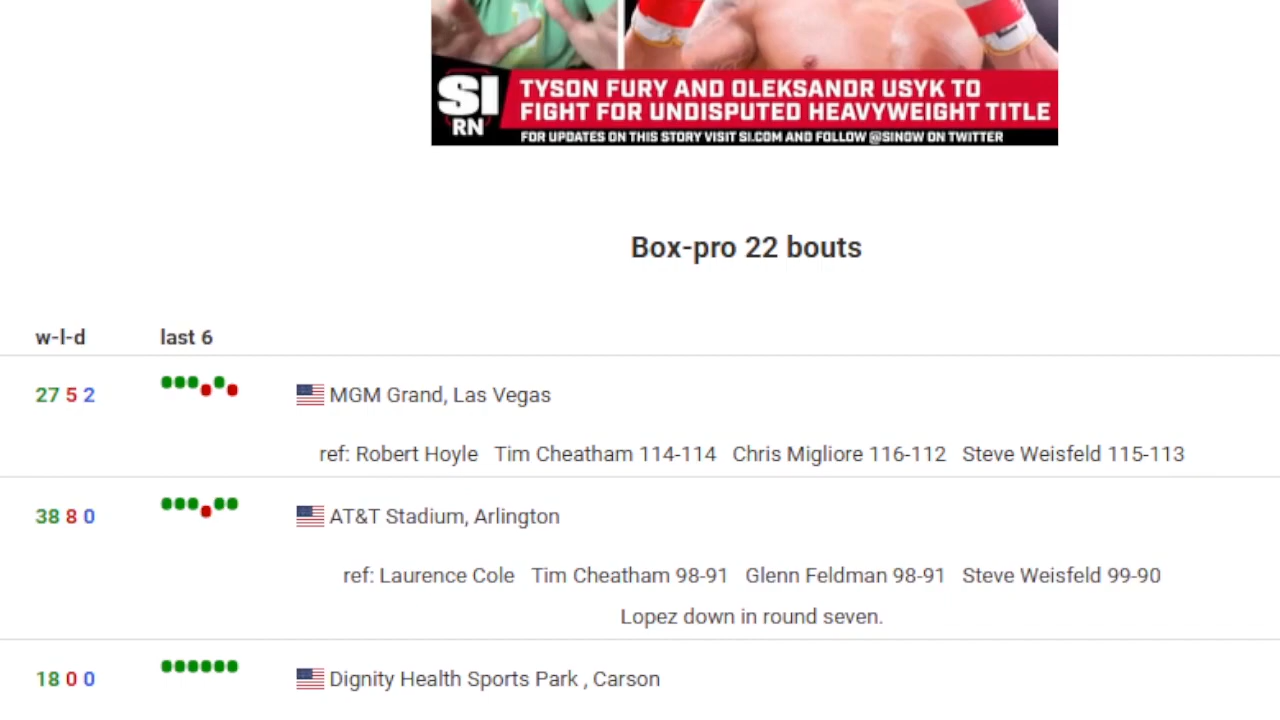 SI
RN
TYSON FURY AND OLEKSANDR USYK TO
FIGHT FOR UNDISPUTED HEAVYWEIGHT TITLE
FOR UPDATES ON THIS STORY VISIT SI.COM AND FOLLOW @SINOW ON TWITTER
Box-pro 22 bouts
w-l-d last 6
27 5 2 MGM Grand, Las Vegas
ref: Robert Hoyle Tim Cheatham 114-114 Chris Migliore 116-112 Steve Weisfeld 115-113
38 8 0 AT&T Stadium, Arlington
ref: Laurence Cole Tim Cheatham 98-91 Glenn Feldman 98-91 Steve Weisfeld 99-90
Lopez down in round seven.
18 0 0 Dignity Health Sports Park , Carson